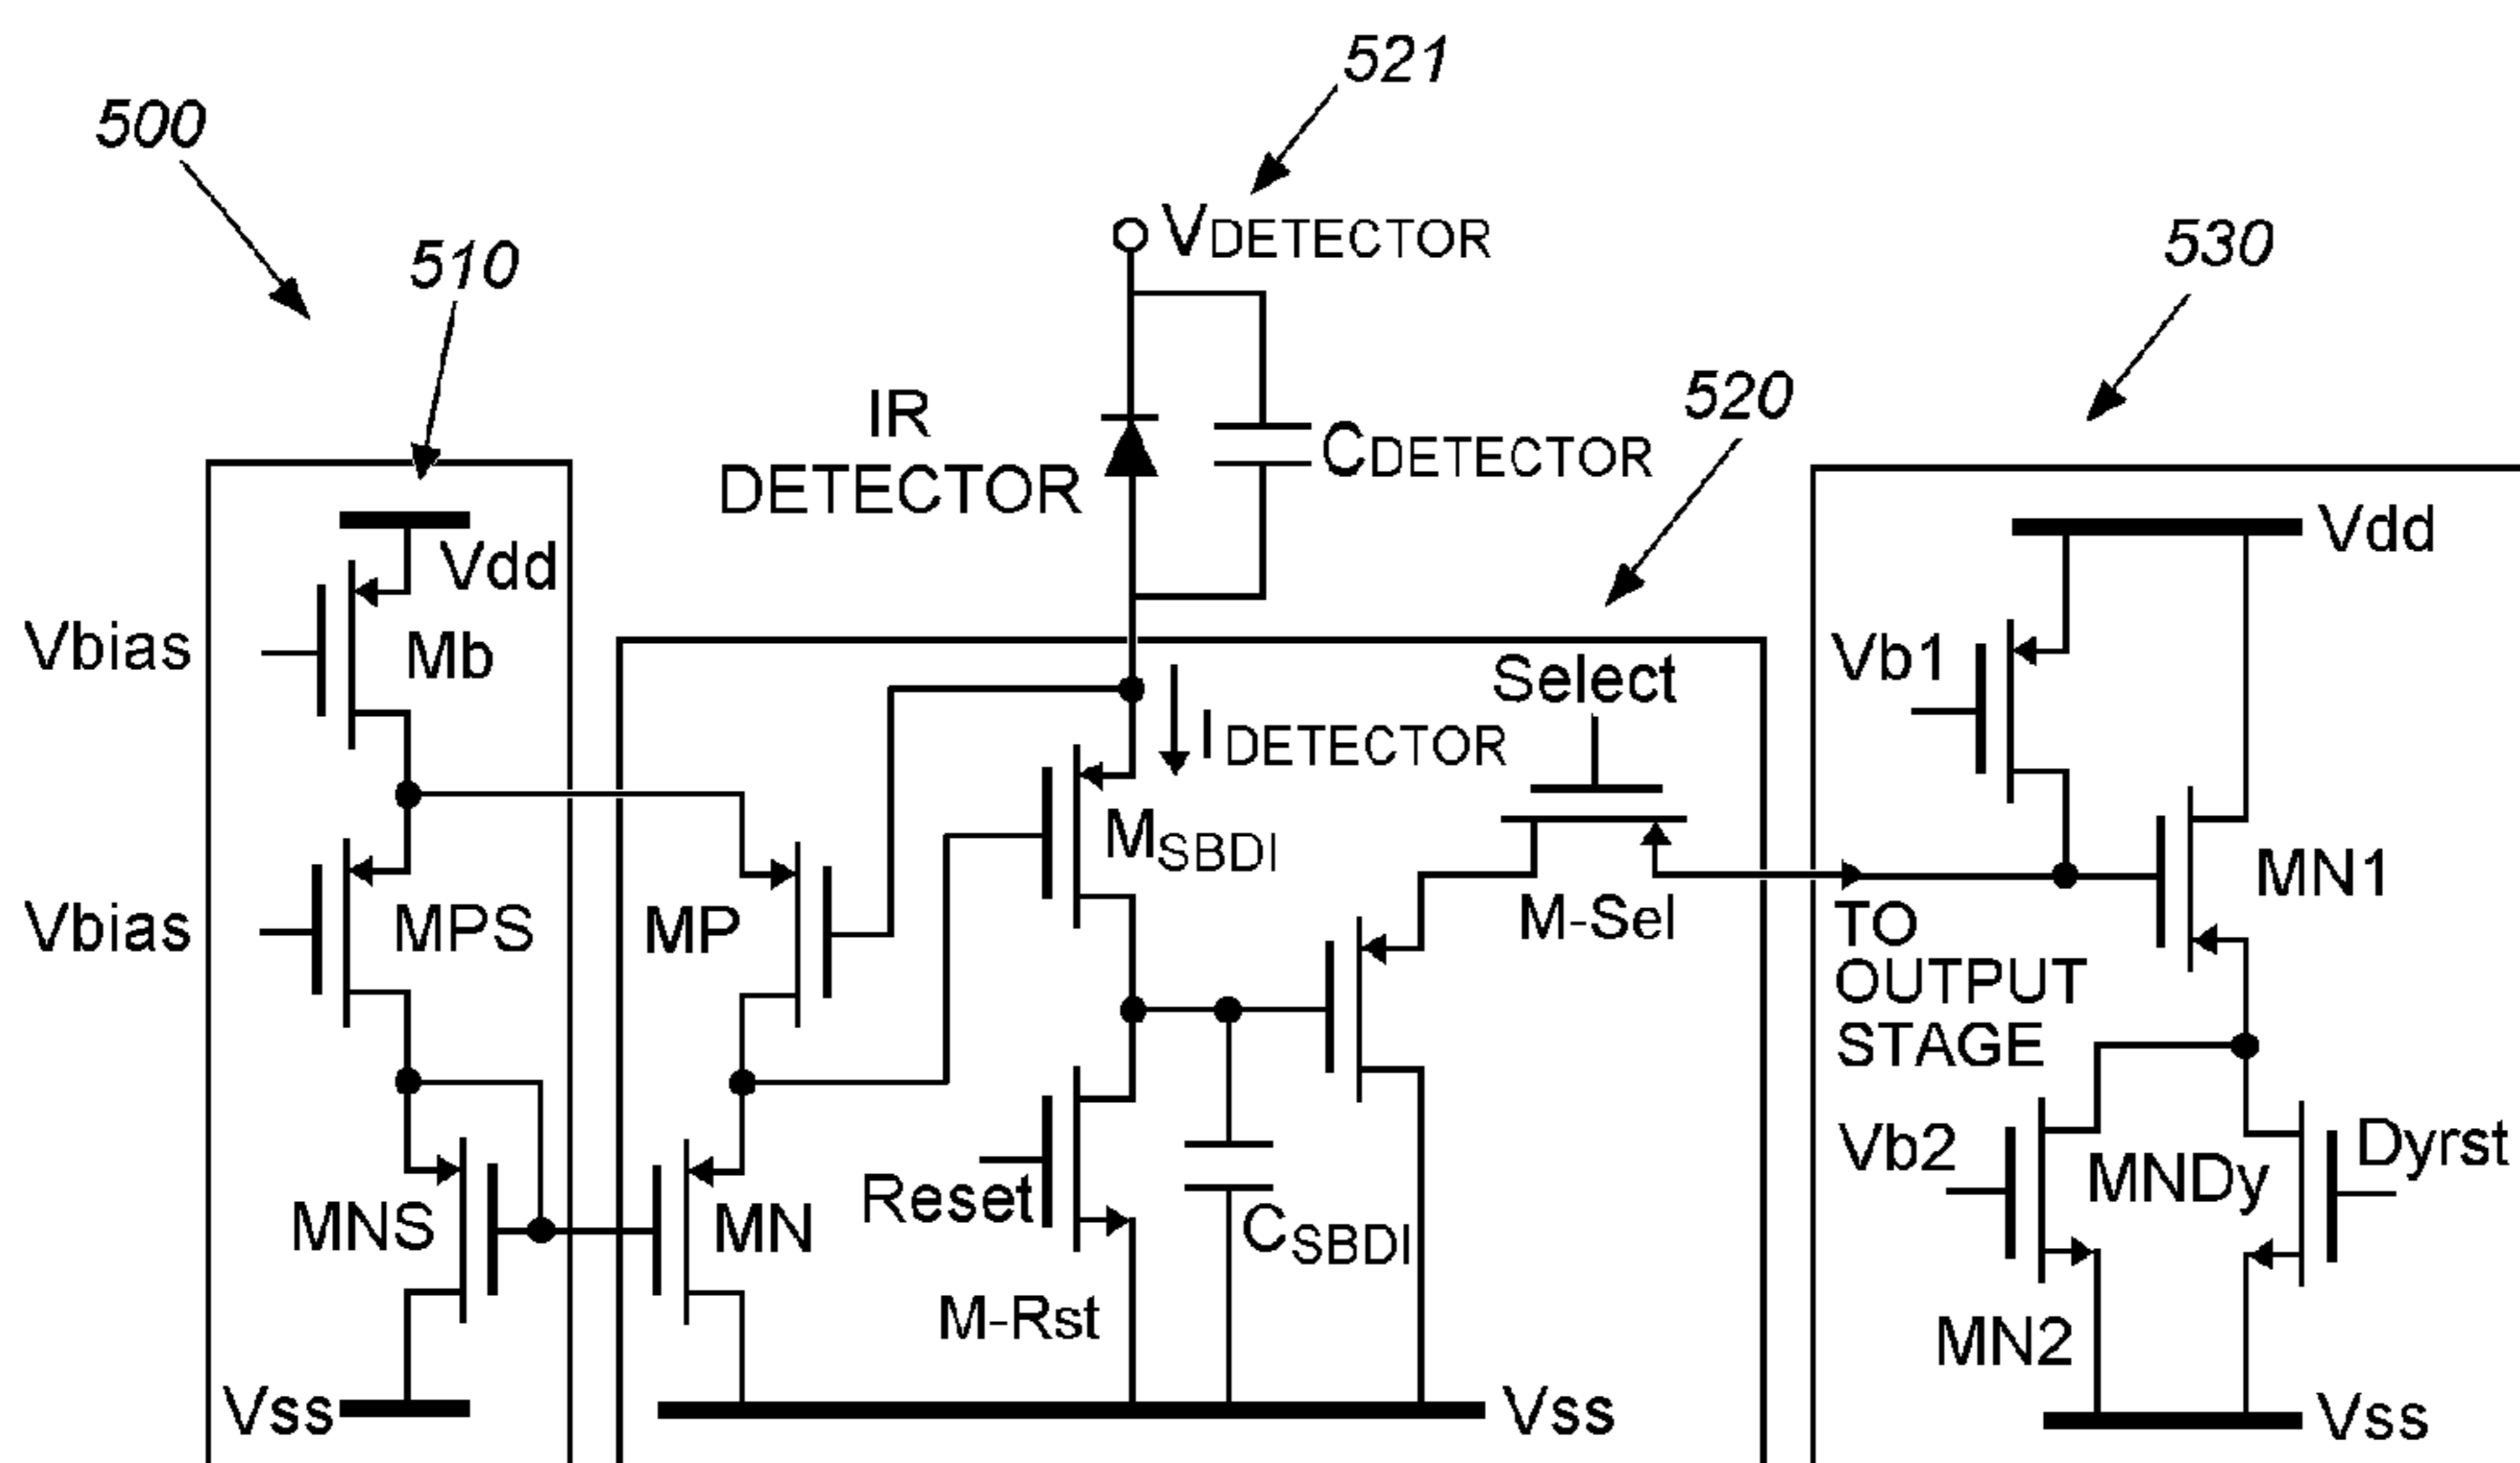 521
500
510
VDETECTOR
530
IR
DETECTOR
CDETECTOR
520
Vdd
Vdd
Vbias
Mb
Select
Vb1
IDETECTOR
MSBDI
MN1
Vbias
MPS
MP
M-Sel
TO
OUTPUT
STAGE
Vb2
MNDy
Dyrst
Reset
MNS
MN
CSBDI
M-Rst
MN2
Vss
Vss
Vss